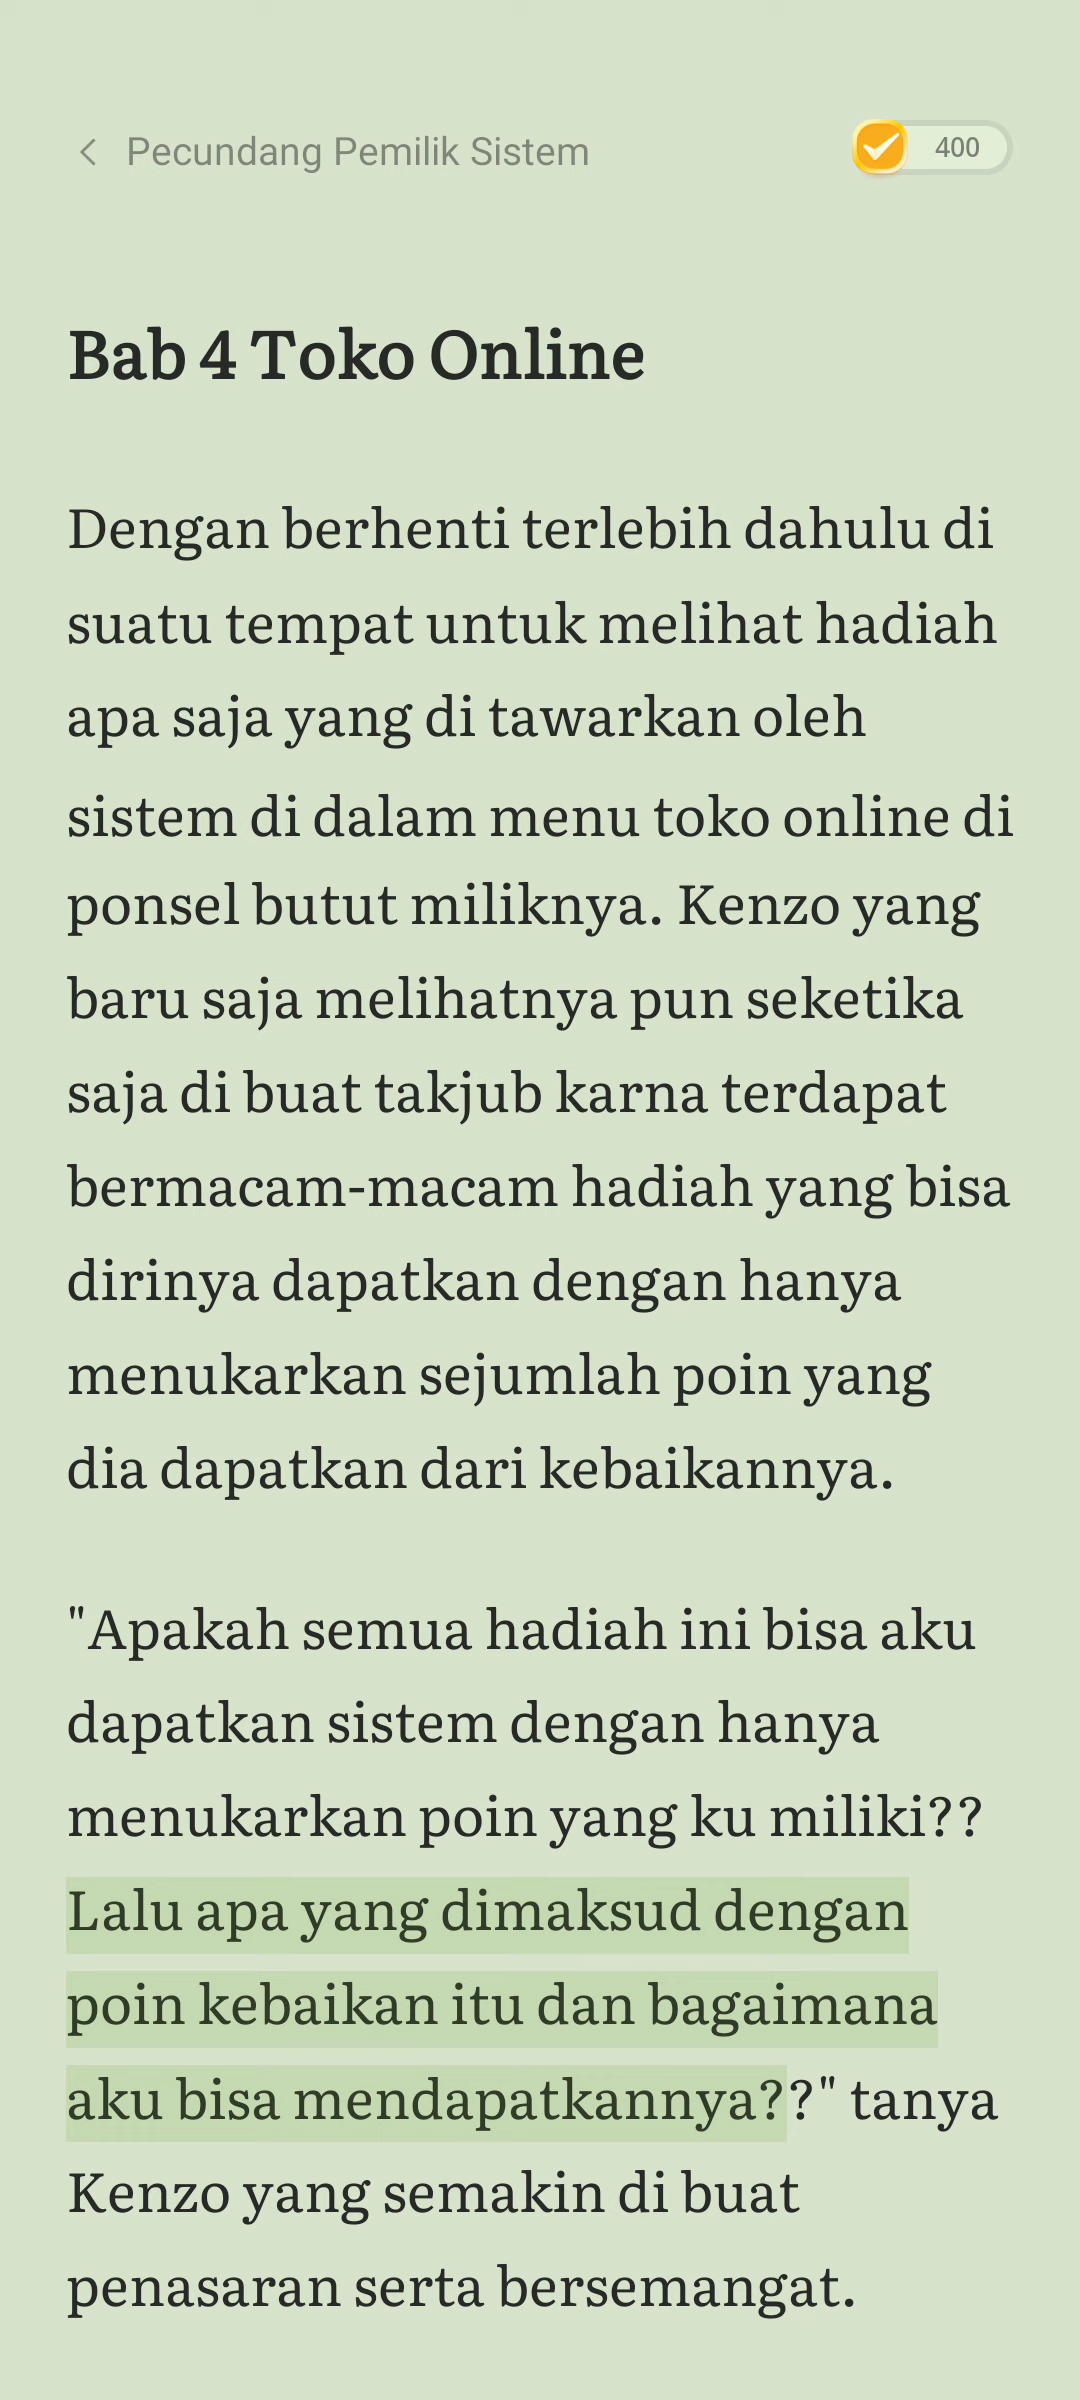 Pecundang Pemilik Sistem
400
Bab 4 Toko Online
Dengan berhenti terlebih dahulu di
suatu tempat untuk melihat hadiah
apa saja yang di tawarkan oleh
sistem di dalam menu toko online di
ponsel butut miliknya. Kenzo yang
baru saja melihatnya pun seketika
saja di buat takjub karna terdapat
bermacam-macam hadiah yang bisa
dirinya dapatkan dengan hanya
menukarkan sejumlah poin yang
dia dapatkan dari kebaikannya.
"Apakah semua hadiah ini bisa aku
dapatkan sistem dengan hanya
menukarkan poin yang ku miliki??
Lalu apa yang dimaksud dengan
poin kebaikan itu dan bagaimana
aku bisa mendapatkannya??" tanya
Kenzo yang semakin di buat
penasaran serta bersemangat.